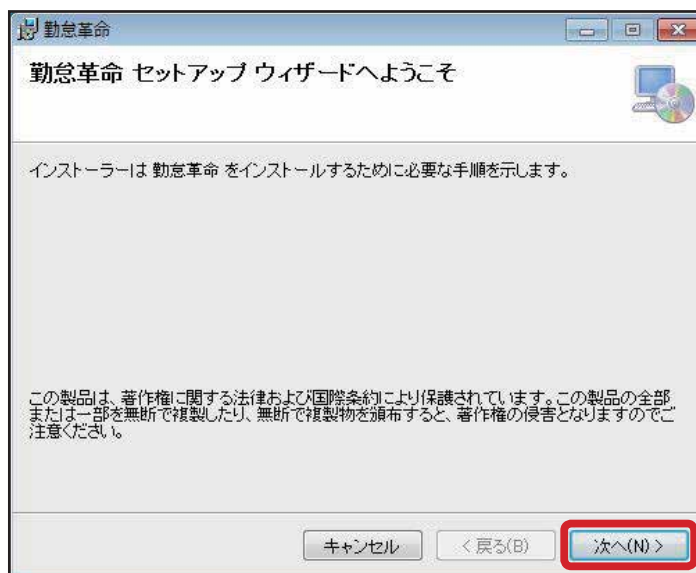 勤怠革命
勤怠革命 セットアップ ウィザードへようこそ
インストーラーは 勤怠革命 をインストールするために必要な手順を示します。
この製品は、著作権に関する法律および国際条約により保護されています。この製品の全部
または一部を無断で複製したり、無断で複製物を頒布すると、著作権の侵害となりますのでご
注意ください。
キャンセル
< 戻る(B)
次へ(N) >